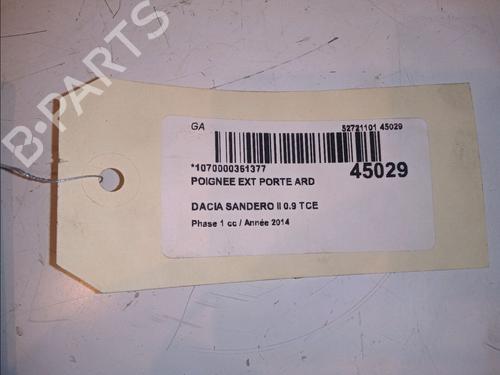 B-PARTS
GA 52721101 45029
*1070000351377 45029
POIGNEE EXT PORTE ARD
DACIA SANDERO II 0.9 TCE
Phase 1 cc / Année 2014